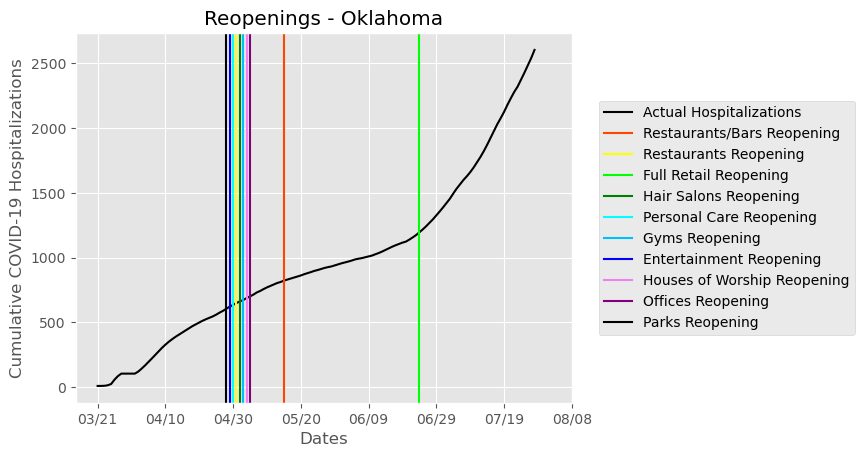 Reopenings - Oklahoma
Cumulative COVID-19 Hospitalizations
2500
2000
1500
1000
500
0
03/21
04/10
04/30
05/20
06/09
06/29
07/19
08/08
Dates
Actual Hospitalizations
Restaurants/Bars Reopening
Restaurants Reopening
Full Retail Reopening
Hair Salons Reopening
Personal Care Reopening
Gyms Reopening
Entertainment Reopening
Houses of Worship Reopening
Offices Reopening
Parks Reopening